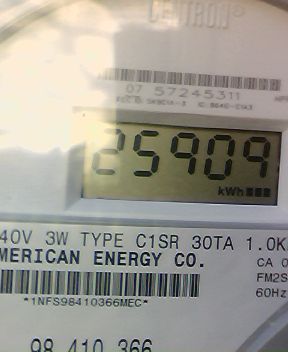 CENTRON®
07 57245311
25909
kWh
40V 3W TYPE C1SR 30TA 1.0K
MERICAN ENERGY CO.
CA 0
FM2S
*1NFS98410366MEC*
60Hz
98 410 366